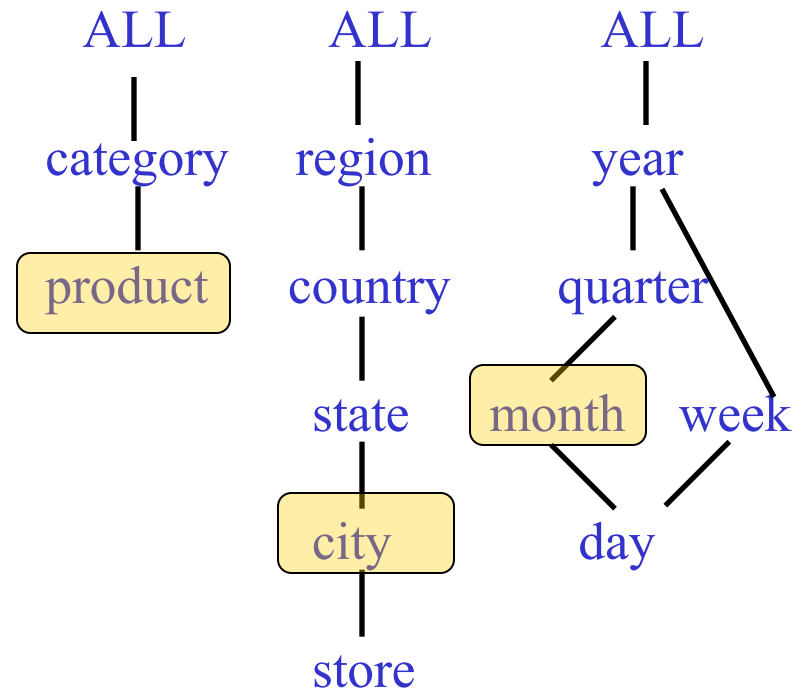 ALL ALL ALL
category region year
product country quarter
state month week
city day
store